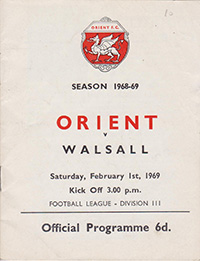 ORIENT F.C.
SEASON 1968-69
ORIENT
v
WALSALL
Saturday, February 1st, 1969
Kick Off 3.00 p.m.
FOOTBALL LEAGUE - DIVISION III
Official Programme 6d.